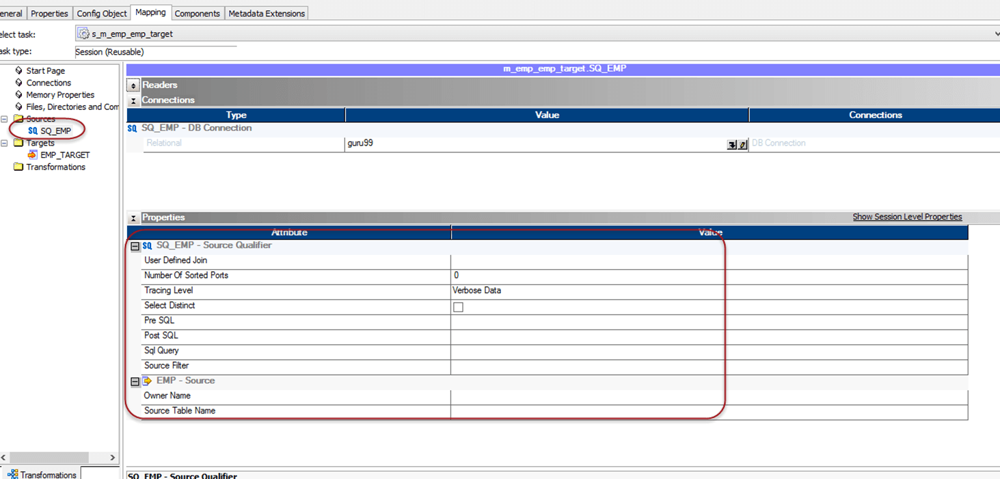 eneral Properties Config Object Mapping Components Metadata Extensions
elect task: s_m_emp_emp_target
ask type: Session (Reusable)
Start Page
Connections
Memory Properties
Files, Directories and Com
Sources
SQ SQ_EMP
Targets
EMP_TARGET
Transformations
m_emp_emp_target.SQ_EMP
Readers
Connections
Type Value Connections
SQ SQ_EMP - DB Connection
Relational guru99 DB Connection
Properties Show Session Level Properties
Attribute Value
SQ SQ_EMP - Source Qualifier
User Defined Join
Number Of Sorted Ports 0
Tracing Level Verbose Data
Select Distinct
Pre SQL
Post SQL
Sql Query
Source Filter
EMP - Source
Owner Name
Source Table Name
Transformations
SQ_EMP - Source Qualifier